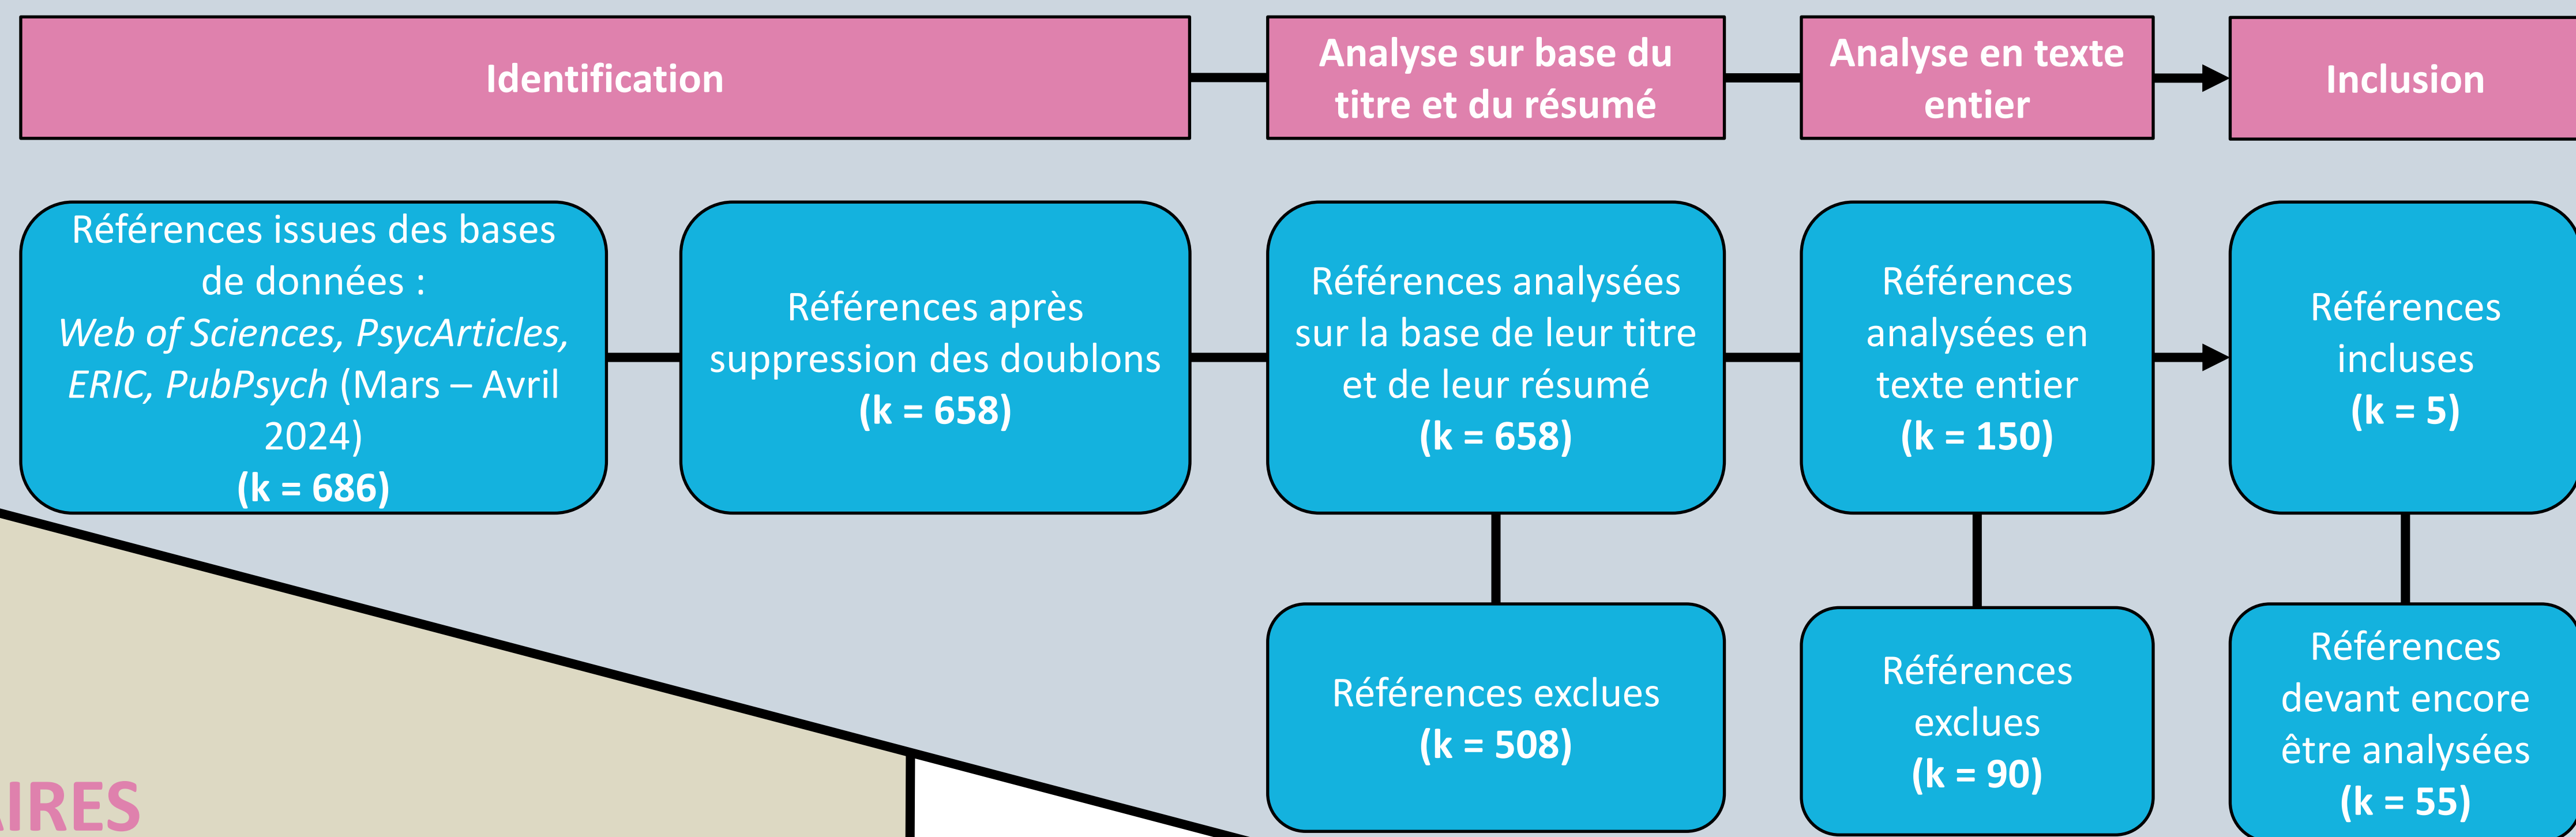 Identification
Analyse sur base du
titre et du résumé
Analyse en texte
entier
Inclusion
Références issues des bases
de données :
Web of Sciences, PsycArticles,
ERIC, PubPsych (Mars – Avril
2024)
(k = 686)
Références après
suppression des doublons
(k = 658)
Références analysées
sur la base de leur titre
et de leur résumé
(k = 658)
Références
analysées en
texte entier
(k = 150)
Références
incluses
(k = 5)
Références exclues
(k = 508)
Références
exclues
(k = 90)
Références
devant encore
être analysées
(k = 55)